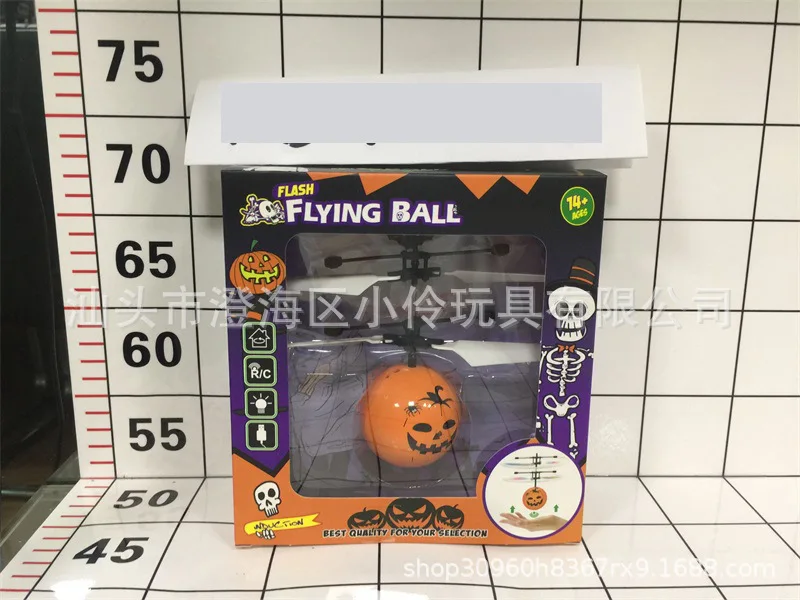 75
70
FLASH
FLYING BALL
14+
AGES
65
汕头市澄海区小伶玩具有限公司
60
R/C
55
50
INDUCTION
BEST QUALITY FOR YOUR SELECTION
45
shop30960h8367rx9.1688.com